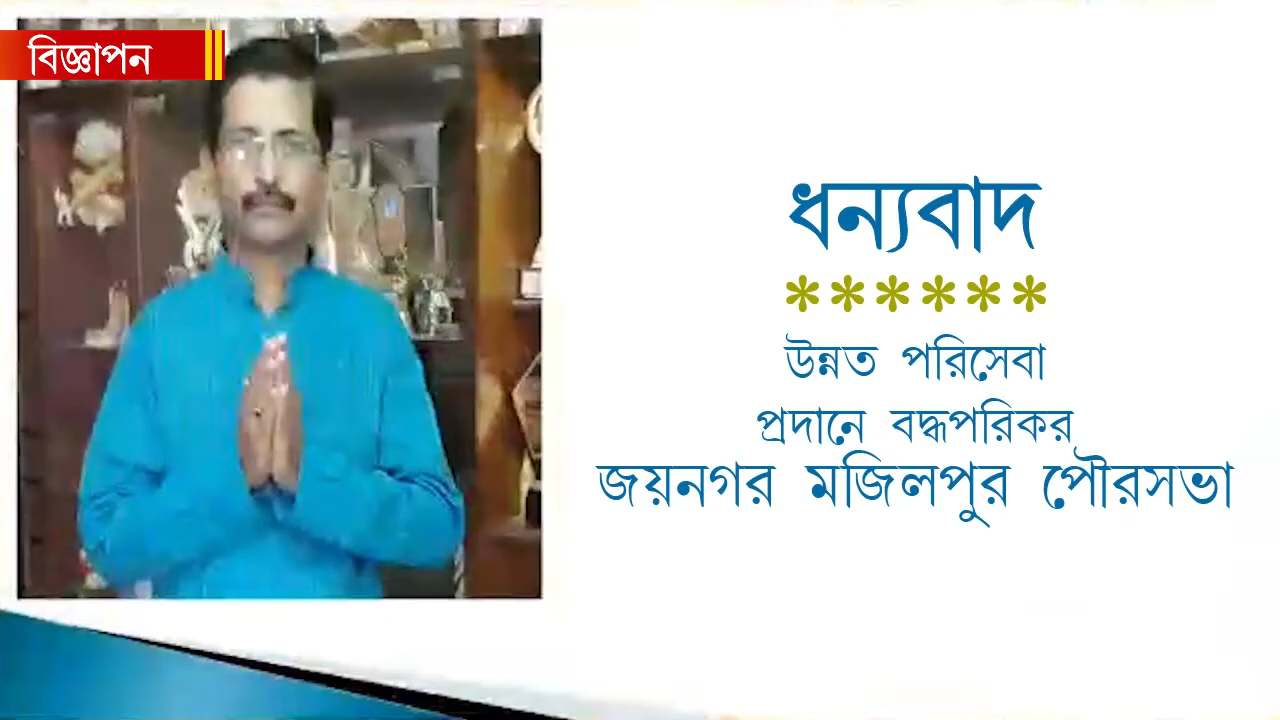 বিজ্ঞাপন
ধন্যবাদ
******
উন্নত পরিসেবা
প্রদানে বদ্ধপরিকর
জয়নগর মজিলপুর পৌরসভা